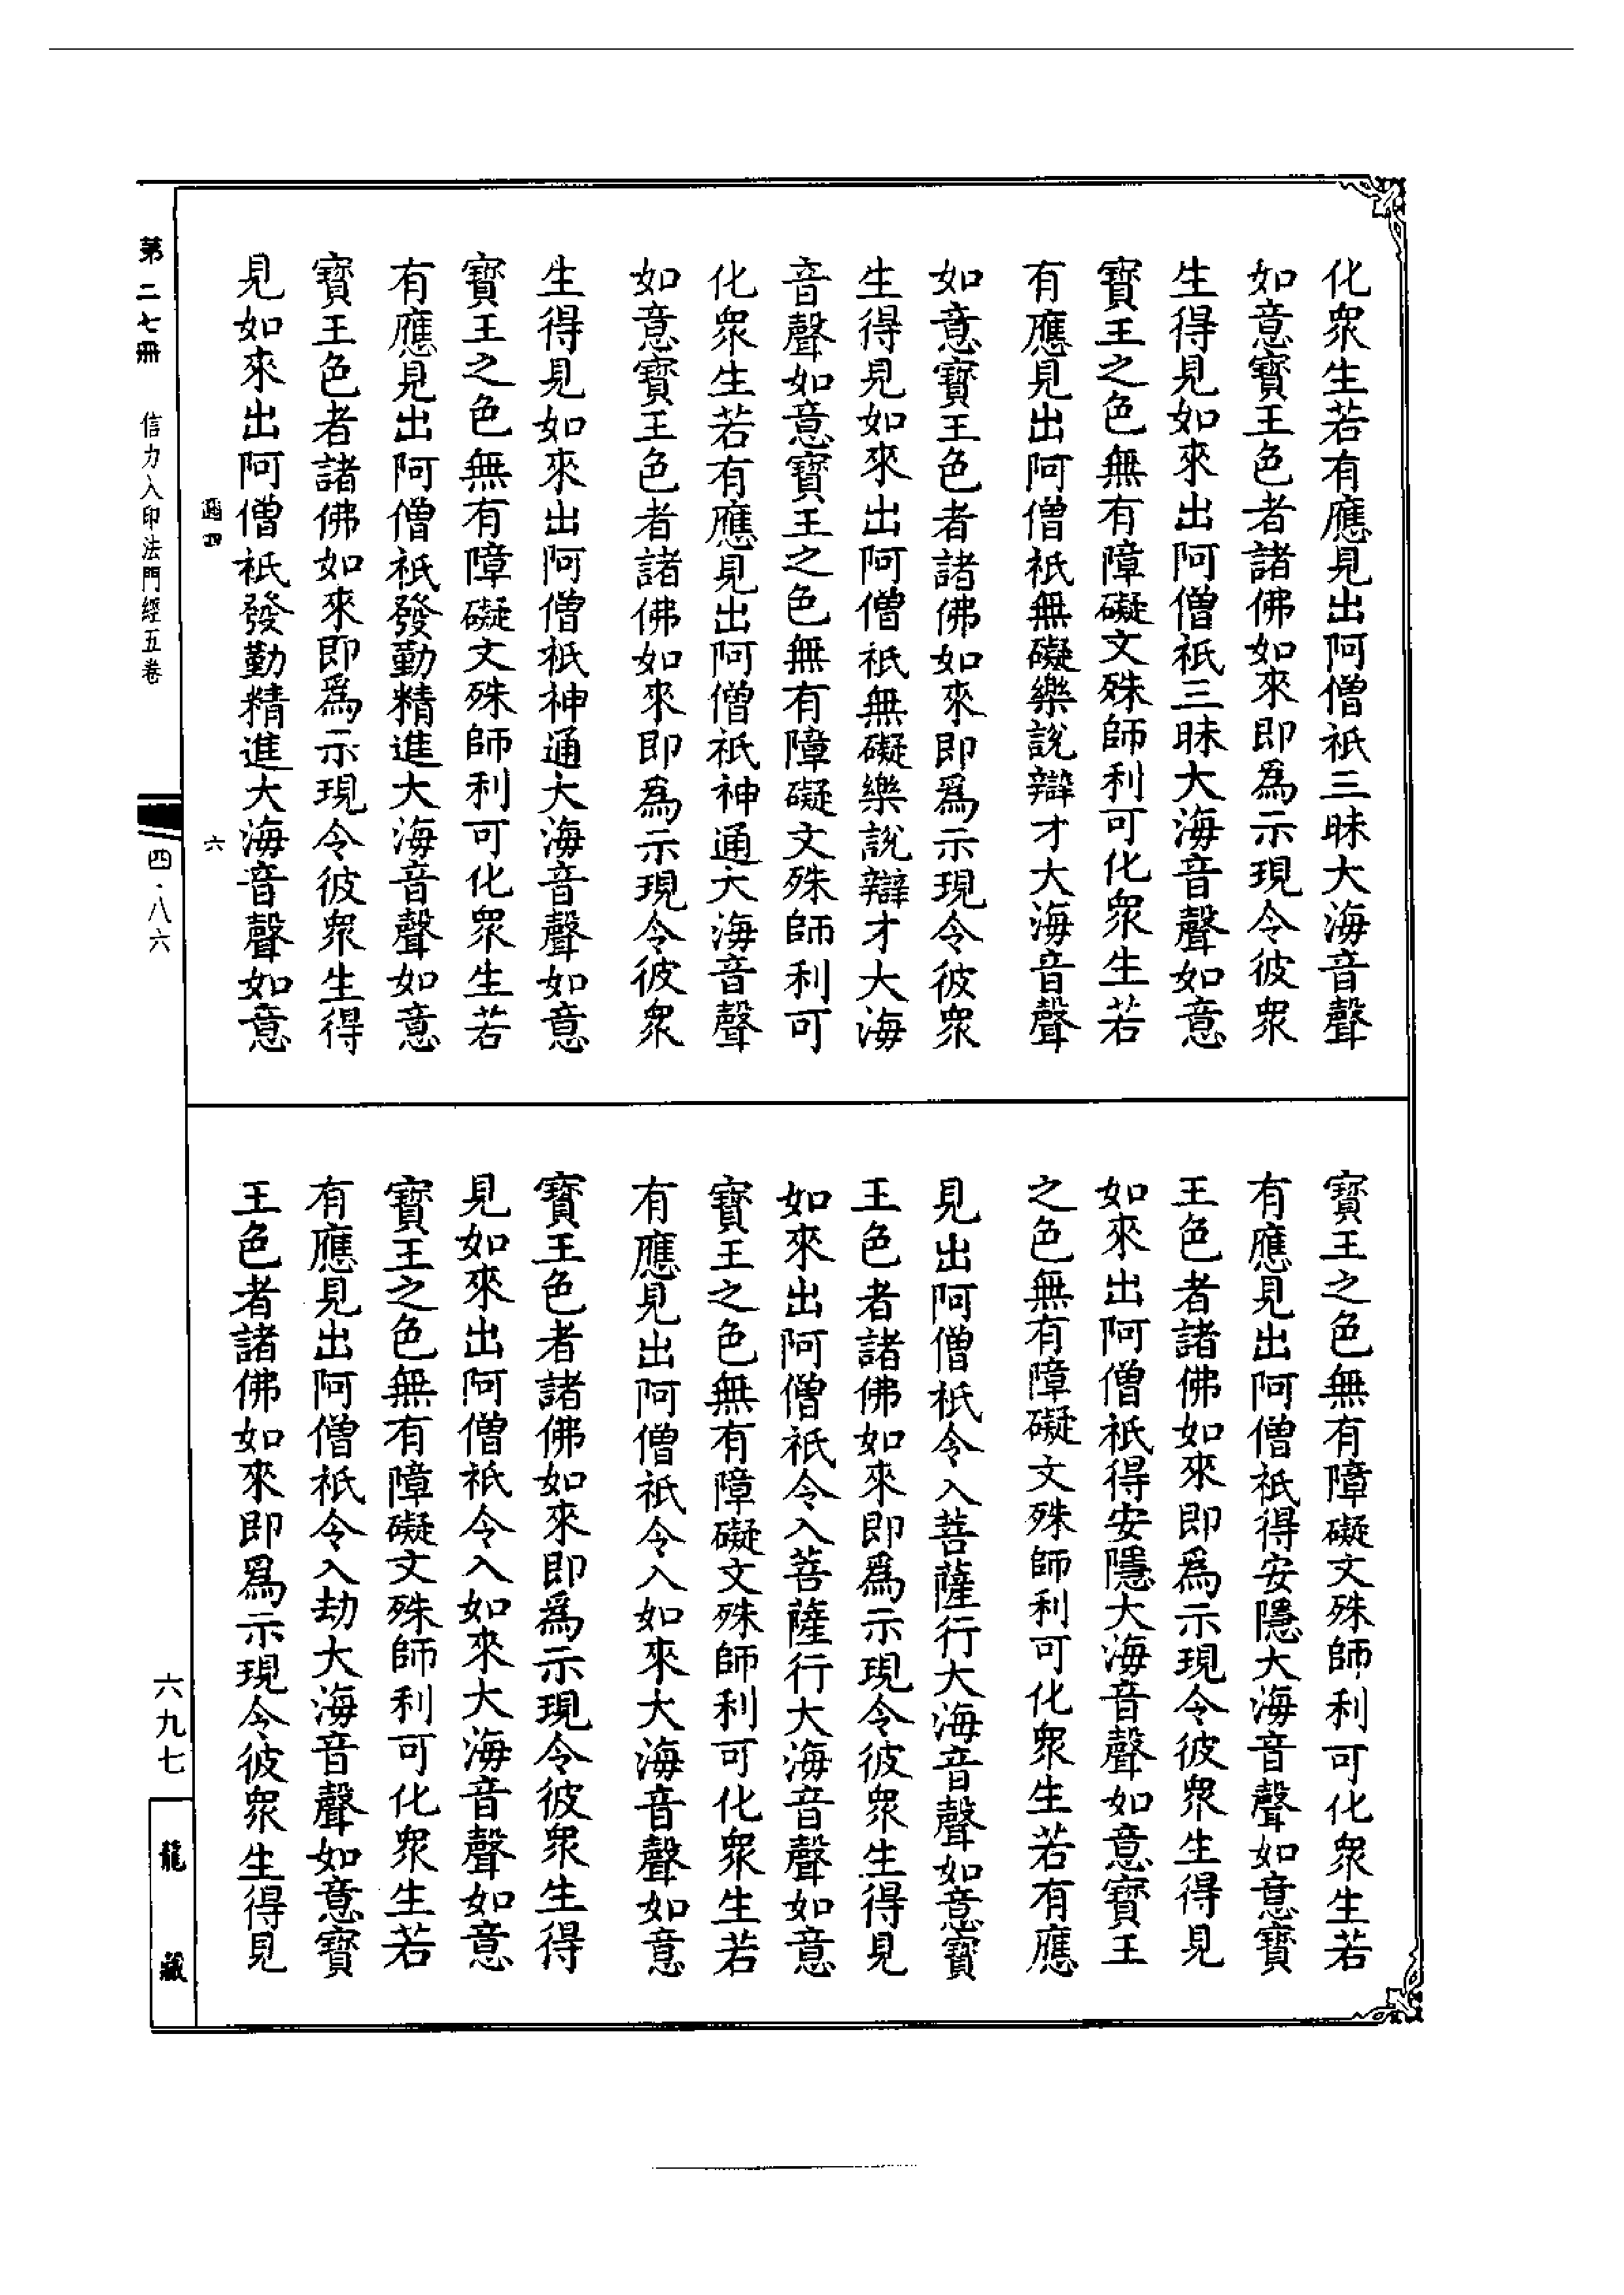 化衆生若有應見出阿僧祇三昧大海音聲
如意寶王色者諸佛如來即爲示現令彼衆
生得見如來出阿僧祇三昧大海音聲如意
寶王之色無有障礙文殊師利可化衆生若
有應見出阿僧祇無礙樂說辯才大海音聲
如意寶王色者諸佛如來即爲示現令彼衆
生得見如來出阿僧祇無礙樂說辯才大海
音聲如意寶王之色無有障礙文殊師利可
化衆生若有應見出阿僧祇神通大海音聲
如意寶王色者諸佛如來即爲示現令彼衆
生得見如來出阿僧祇神通大海音聲如意
寶王之色無有障礙文殊師利可化衆生若
有應見出阿僧祇發勤精進大海音聲如意
寶王色者諸佛如來即爲示現令彼衆生得
見如來出阿僧祇發勤精進大海音聲如意
寶王之色無有障礙文殊師利可化衆生若
有應見出阿僧祇得安隱大海音聲如意寶
王色者諸佛如來即爲示現令彼衆生得見
如來出阿僧祇得安隱大海音聲如意寶王
之色無有障礙文殊師利可化衆生若有應
見出阿僧祇令入菩薩行大海音聲如意寶
王色者諸佛如來即爲示現令彼衆生得見
如來出阿僧祇令入菩薩行大海音聲如意
寶王之色無有障礙文殊師利可化衆生若
有應見出阿僧祇令入如來大海音聲如意
寶王色者諸佛如來即爲示現令彼衆生得
見如來出阿僧祇令入如來大海音聲如意
寶王之色無有障礙文殊師利可化衆生若
有應見出阿僧祇令入劫大海音聲如意寶
王色者諸佛如來即爲示現令彼衆生得見
四 六
第二七冊 信力入印法門經五卷 四·八六
六九七 龍藏